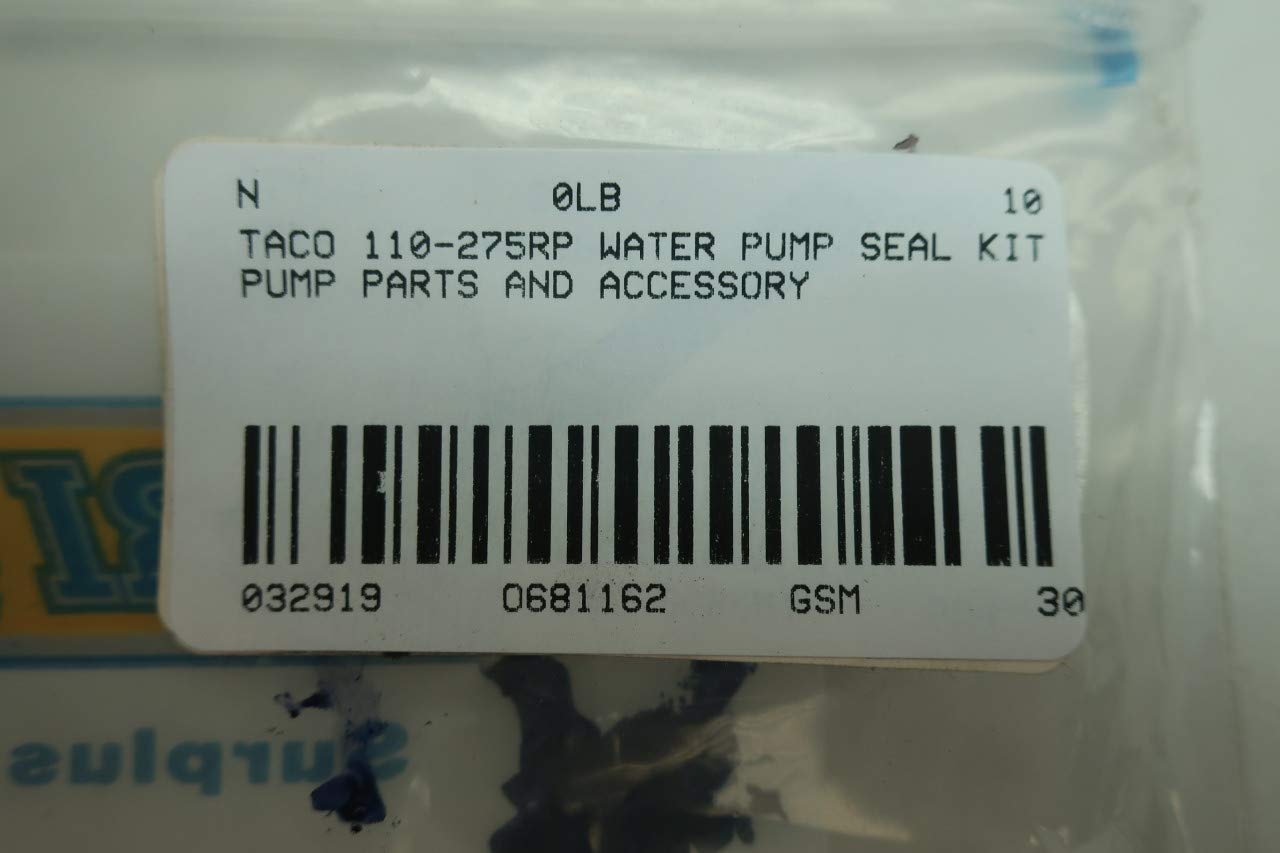 N 0LB 10
TACO 110-275RP WATER PUMP SEAL KIT
PUMP PARTS AND ACCESSORY
032919 0681162 GSM 30
Surplus